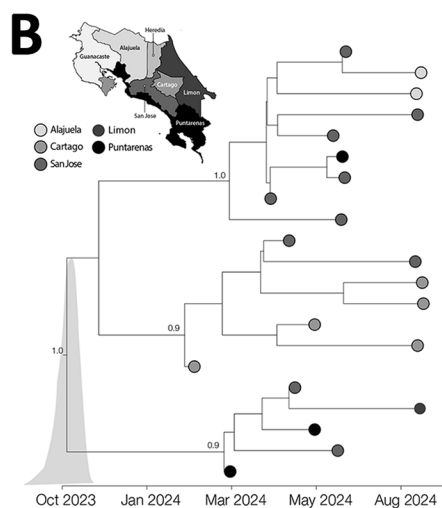 B
Heredia
Alajuela
Guanacaste
Cartago
Limon
San Jose
Puntarenas
Alajuela
Limon
Cartago
Puntarenas
SanJose
1.0
0.9
1.0
0.9
Oct 2023 Jan 2024 Mar 2024 May 2024 Aug 2024